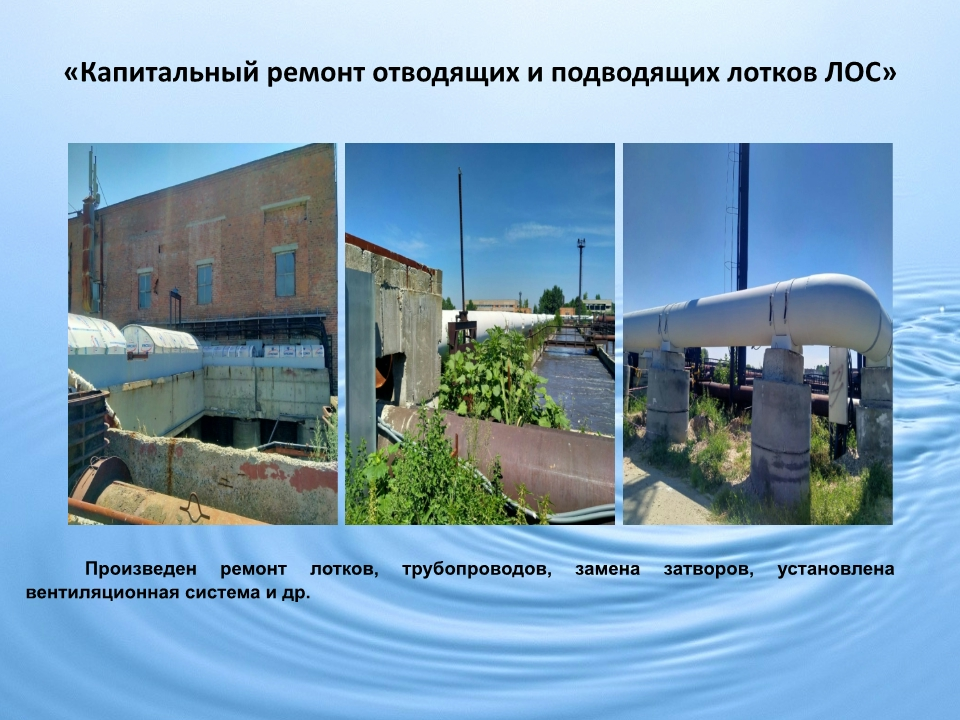 «Капитальный ремонт отводящих и подводящих лотков ЛОС»
Произведен ремонт лотков, трубопроводов, замена затворов, установлена
вентиляционная система и др.